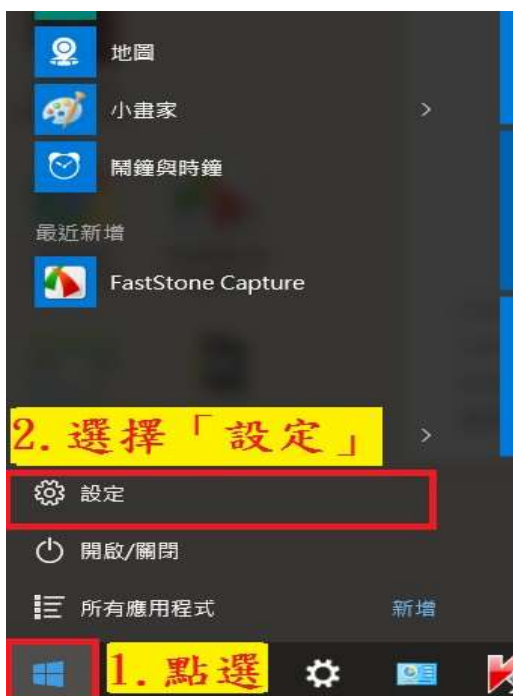 地圖
小畫家
鬧鐘與時鐘
最近新增
FastStone Capture
2.選擇「設定」
設定
開啟/關閉
所有應用程式 新增
1.點選